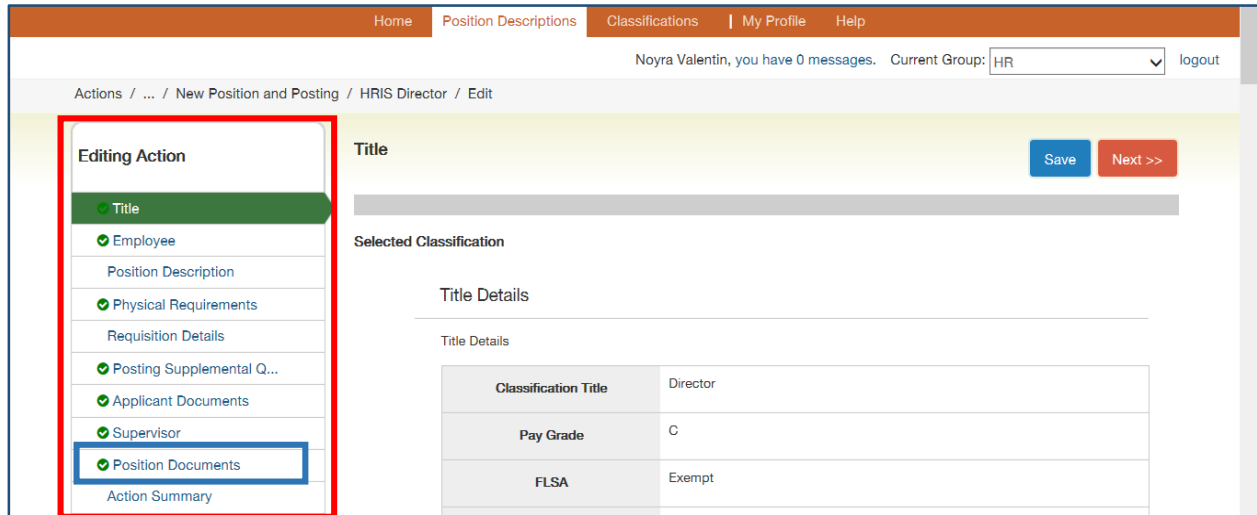 Home Position Descriptions Classifications | My Profile Help
Noyra Valentin, you have 0 messages. Current Group: HR logout
Actions / ... / New Position and Posting / HRIS Director / Edit
Editing Action
Title
Employee
Position Description
Physical Requirements
Requisition Details
Posting Supplemental Q...
Applicant Documents
Supervisor
Position Documents
Action Summary
Title
Save Next >>
Selected Classification
Title Details
Title Details
Classification Title Director
Pay Grade C
FLSA Exempt